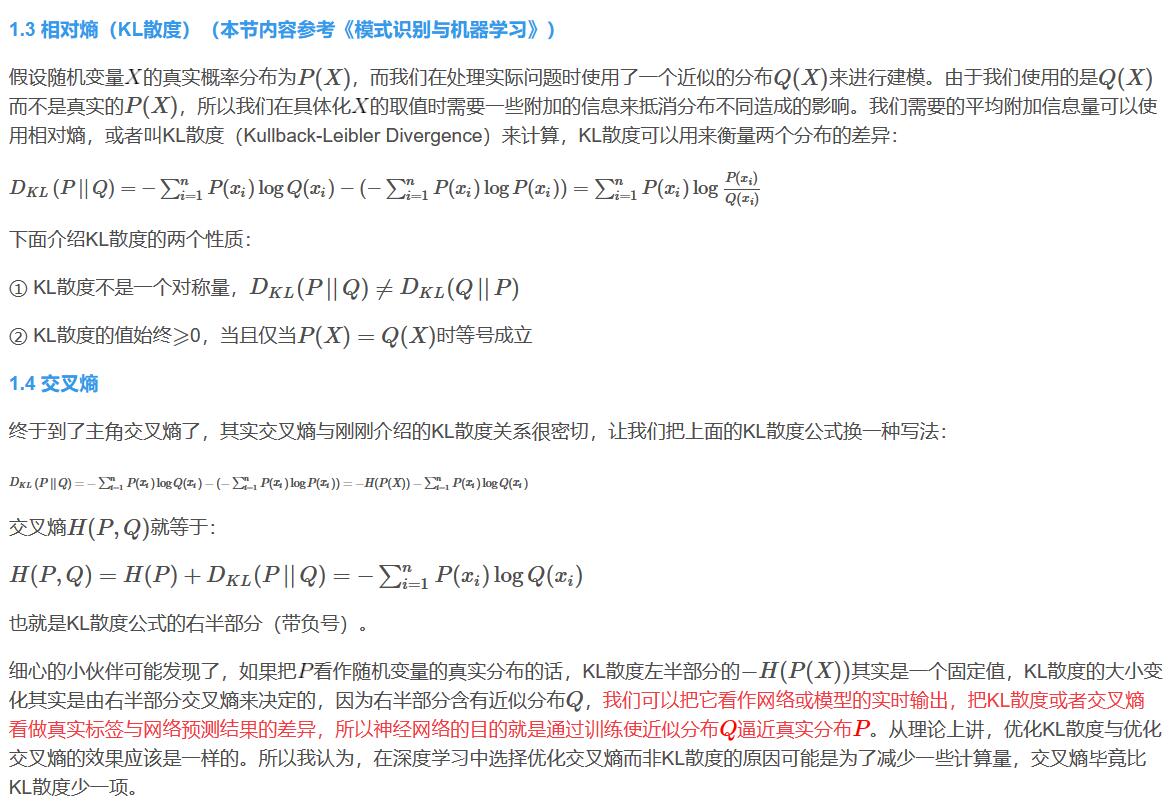 1.3 相对熵（KL散度）（本节内容参考《模式识别与机器学习》）
假设随机变量X的真实概率分布为P(X)，而我们在处理实际问题时使用了一个近似的分布Q(X)来进行建模。由于我们使用的是Q(X)
而不是真实的P(X)，所以我们在具体化X的取值时需要一些附加的信息来抵消分布不同造成的影响。我们需要的平均附加信息量可以使
用相对熵，或者叫KL散度（Kullback-Leibler Divergence）来计算，KL散度可以用来衡量两个分布的差异：
D_{KL}(P||Q) = -∑_{i=1}^{n} P(x_i) log Q(x_i) - (-∑_{i=1}^{n} P(x_i) log P(x_i)) = ∑_{i=1}^{n} P(x_i) log \frac{P(x_i)}{Q(x_i)}
下面介绍KL散度的两个性质：
① KL散度不是一个对称量，D_{KL}(P||Q) ≠ D_{KL}(Q||P)
② KL散度的值始终⩾0，当且仅当P(X) = Q(X)时等号成立
1.4 交叉熵
终于到了主角交叉熵了，其实交叉熵与刚刚介绍的KL散度关系很密切，让我们把上面的KL散度公式换一种写法：
D_{KL}(P||Q) = -∑_{i=1}^{n} P(x_i) log Q(x_i) - (-∑_{i=1}^{n} P(x_i) log P(x_i)) = -H(P(X)) - ∑_{i=1}^{n} P(x_i) log Q(x_i)
交叉熵H(P,Q)就等于：
H(P,Q) = H(P) + D_{KL}(P||Q) = -∑_{i=1}^{n} P(x_i) log Q(x_i)
也就是KL散度公式的右半部分（带负号）。
细心的小伙伴可能发现了，如果把P看作随机变量的真实分布的话，KL散度左半部分的-H(P(X))其实是一个固定值，KL散度的大小变
化其实是由右半部分交叉熵来决定的，因为右半部分含有近似分布Q，我们可以把它看作网络或模型的实时输出，把KL散度或者交叉熵
看做真实标签与网络预测结果的差异，所以神经网络的目的就是通过训练使近似分布Q逼近真实分布P。从理论上讲，优化KL散度与优化
交叉熵的效果应该是一样的。所以我认为，在深度学习中选择优化交叉熵而非KL散度的原因可能是为了减少一些计算量，交叉熵毕竟比
KL散度少一项。